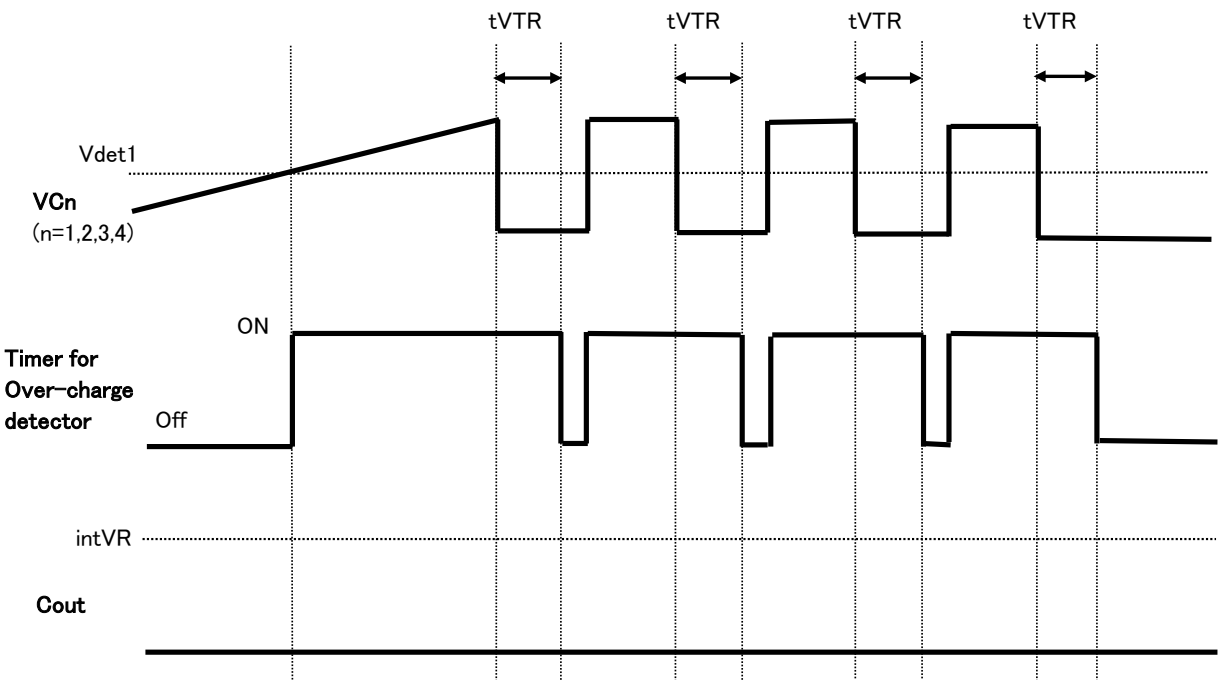 tVTR tVTR tVTR tVTR
Vdet1
VCn
(n=1,2,3,4)
ON
Timer for
Over-charge
detector
Off
intVR
Cout